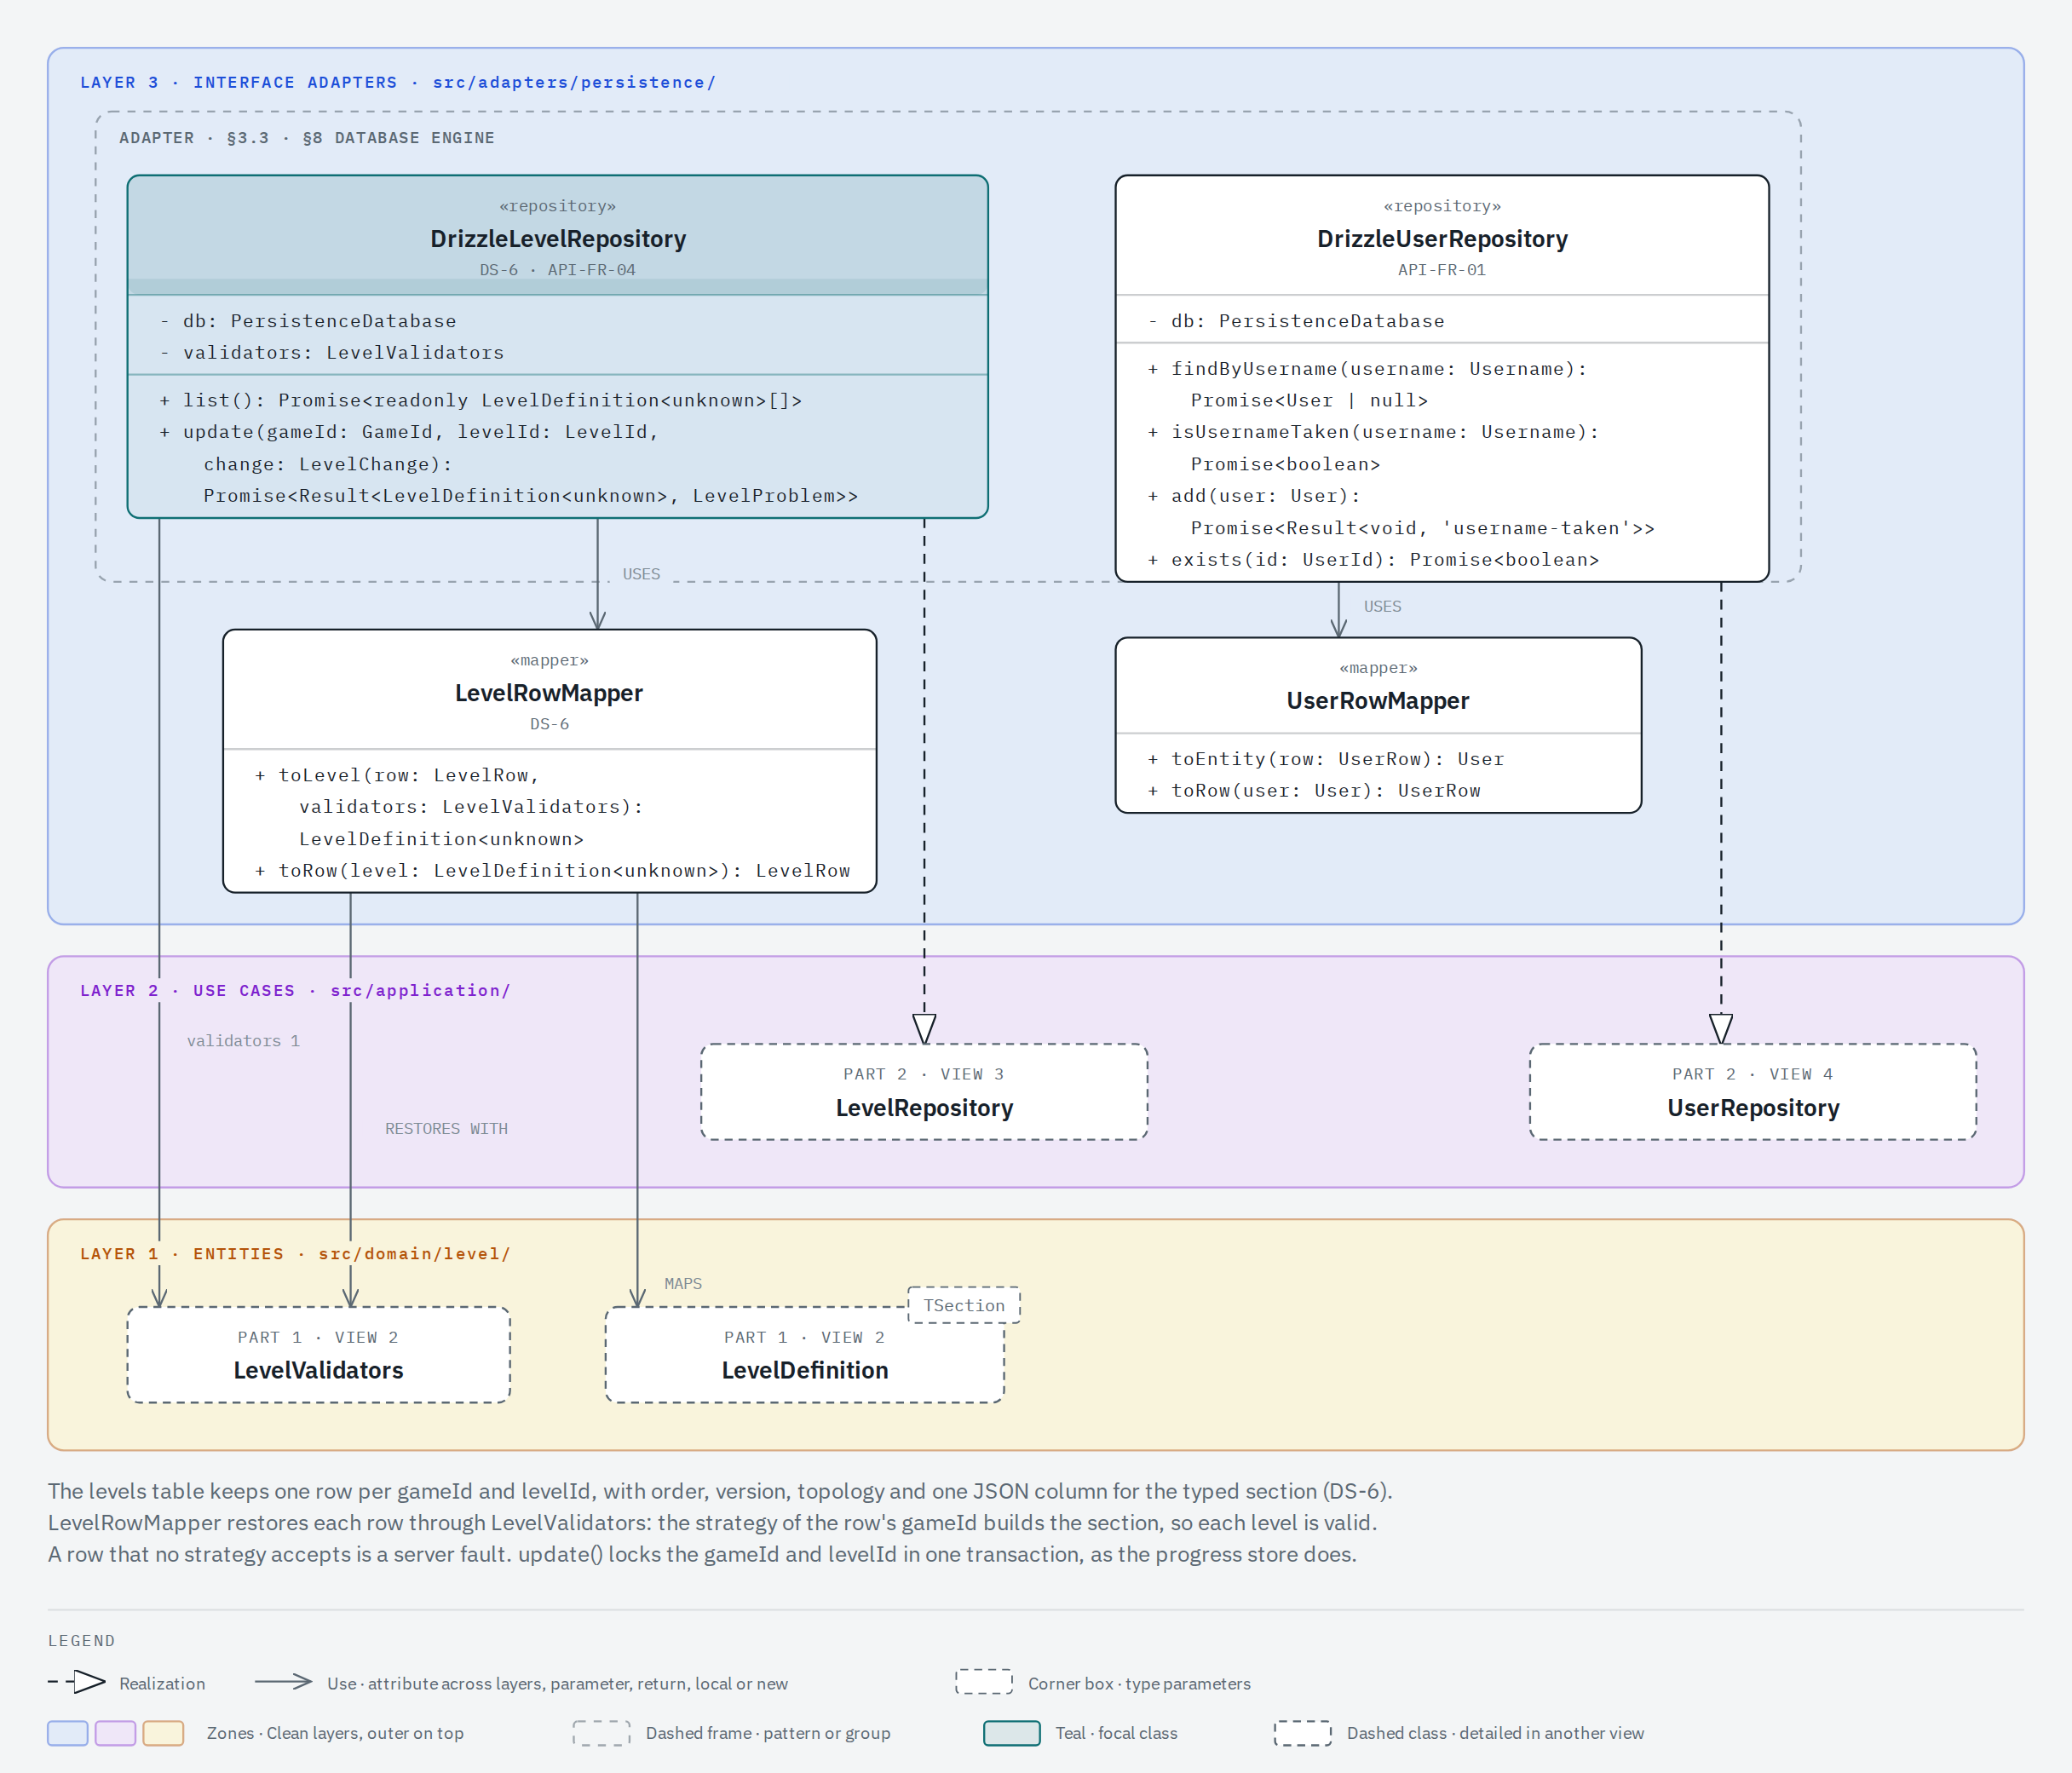 LAYER 3 · INTERFACE ADAPTERS · src/adapters/persistence/
ADAPTER · §3.3 · §8 DATABASE ENGINE
«repository»
DrizzleLevelRepository
DS-6 · API-FR-04
- db: PersistenceDatabase
- validators: LevelValidators
+ list(): Promise<readonly LevelDefinition<unknown>[]>
+ update(gameId: GameId, levelId: LevelId,
change: LevelChange):
Promise<Result<LevelDefinition<unknown>, LevelProblem>>
«repository»
DrizzleUserRepository
API-FR-01
- db: PersistenceDatabase
+ findByUsername(username: Username):
Promise<User | null>
+ isUsernameTaken(username: Username):
Promise<boolean>
+ add(user: User):
Promise<Result<void, 'username-taken'>>
+ exists(id: UserId): Promise<boolean>
USES
USES
«mapper»
LevelRowMapper
DS-6
+ toLevel(row: LevelRow,
validators: LevelValidators):
LevelDefinition<unknown>
+ toRow(level: LevelDefinition<unknown>): LevelRow
«mapper»
UserRowMapper
+ toEntity(row: UserRow): User
+ toRow(user: User): UserRow
LAYER 2 · USE CASES · src/application/
validators 1
RESTORES WITH
PART 2 · VIEW 3
LevelRepository
PART 2 · VIEW 4
UserRepository
LAYER 1 · ENTITIES · src/domain/level/
MAPS
TSection
PART 1 · VIEW 2
LevelValidators
PART 1 · VIEW 2
LevelDefinition
The levels table keeps one row per gameId and levelId, with order, version, topology and one JSON column for the typed section (DS-6).
LevelRowMapper restores each row through LevelValidators: the strategy of the row's gameId builds the section, so each level is valid.
A row that no strategy accepts is a server fault. update() locks the gameId and levelId in one transaction, as the progress store does.
LEGEND
Realization
Use · attribute across layers, parameter, return, local or new
Corner box · type parameters
Zones · Clean layers, outer on top
Dashed frame · pattern or group
Teal · focal class
Dashed class · detailed in another view